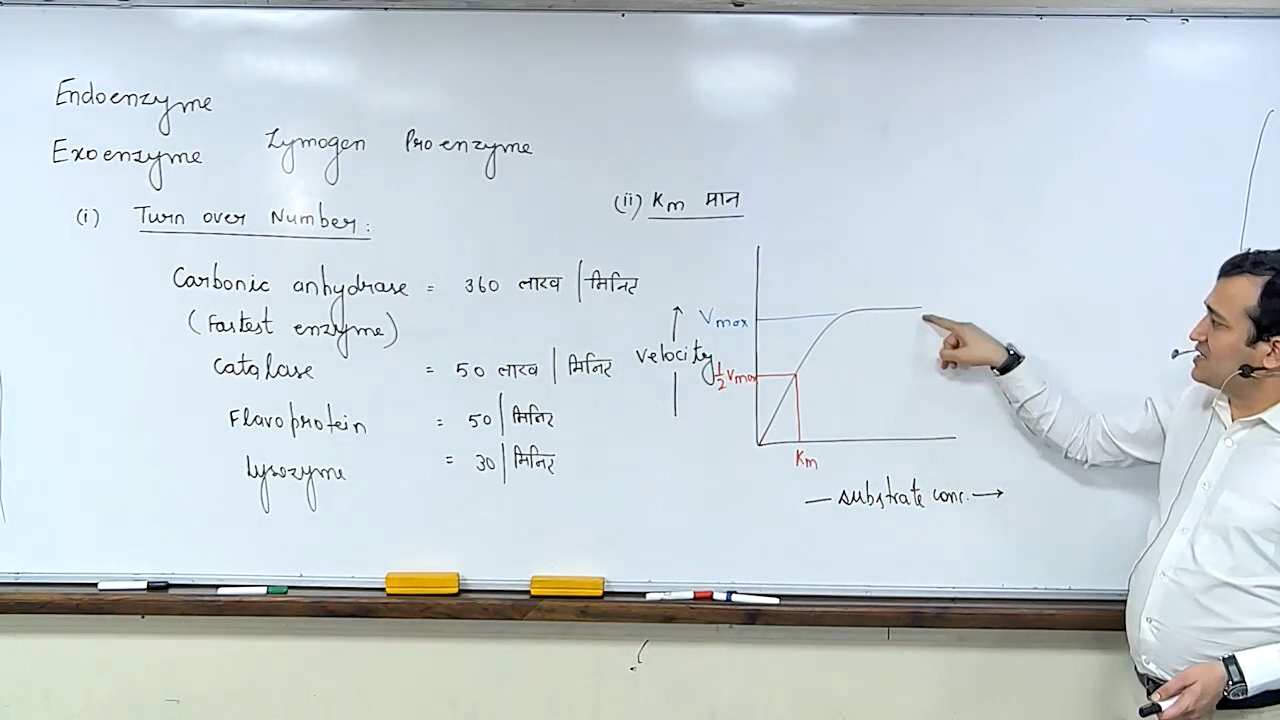 Endoenzyme
Exoenzyme Zymogen Proenzyme
(i) Turn over Number:
Carbonic anhydrase = 360 लाख | मिनिट
(Fastest enzyme)
Catalase = 50 लाख | मिनिट
Flavoprotein = 50 | मिनिट
Lysozyme = 30 | मिनिट
(ii) Km मान
Vmax
velocity
1/2 Vmax
Km
substrate conc.